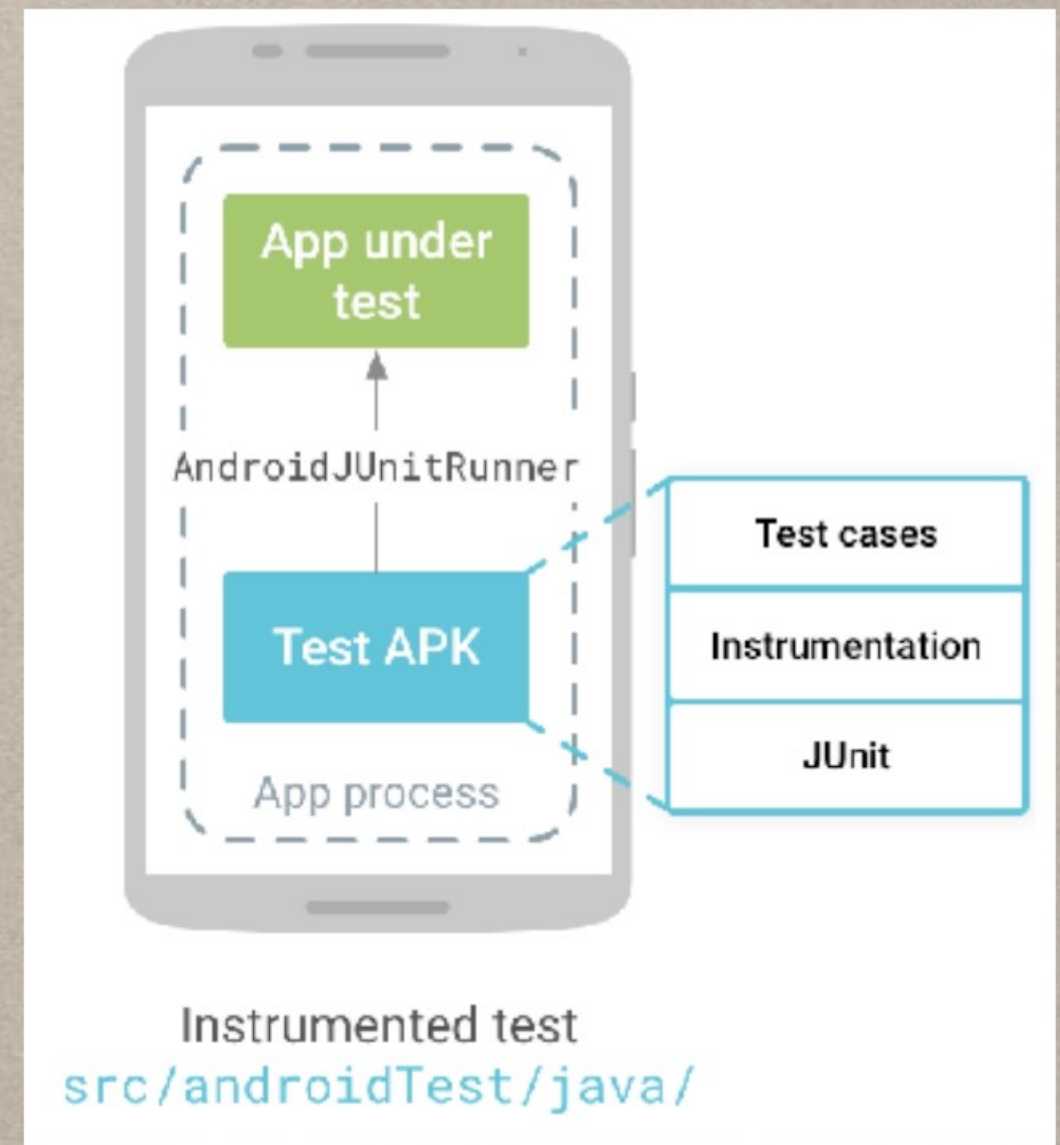 App under
test
AndroidJUnitRunner
Test APK
App process
Test cases
Instrumentation
JUnit
Instrumented test
src/androidTest/java/